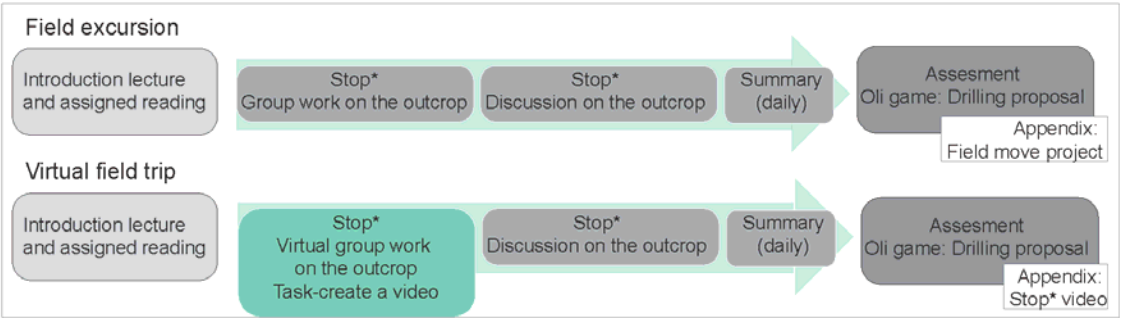 Field excursion
Introduction lecture
and assigned reading
Stop*
Group work on the outcrop
Stop*
Discussion on the outcrop
Summary
(daily)
Assesment
Oli game: Drilling proposal
Appendix:
Field move project
Virtual field trip
Introduction lecture
and assigned reading
Stop*
Virtual group work
on the outcrop
Task-create a video
Stop*
Discussion on the outcrop
Summary
(daily)
Assesment
Oli game: Drilling proposal
Appendix:
Stop* video